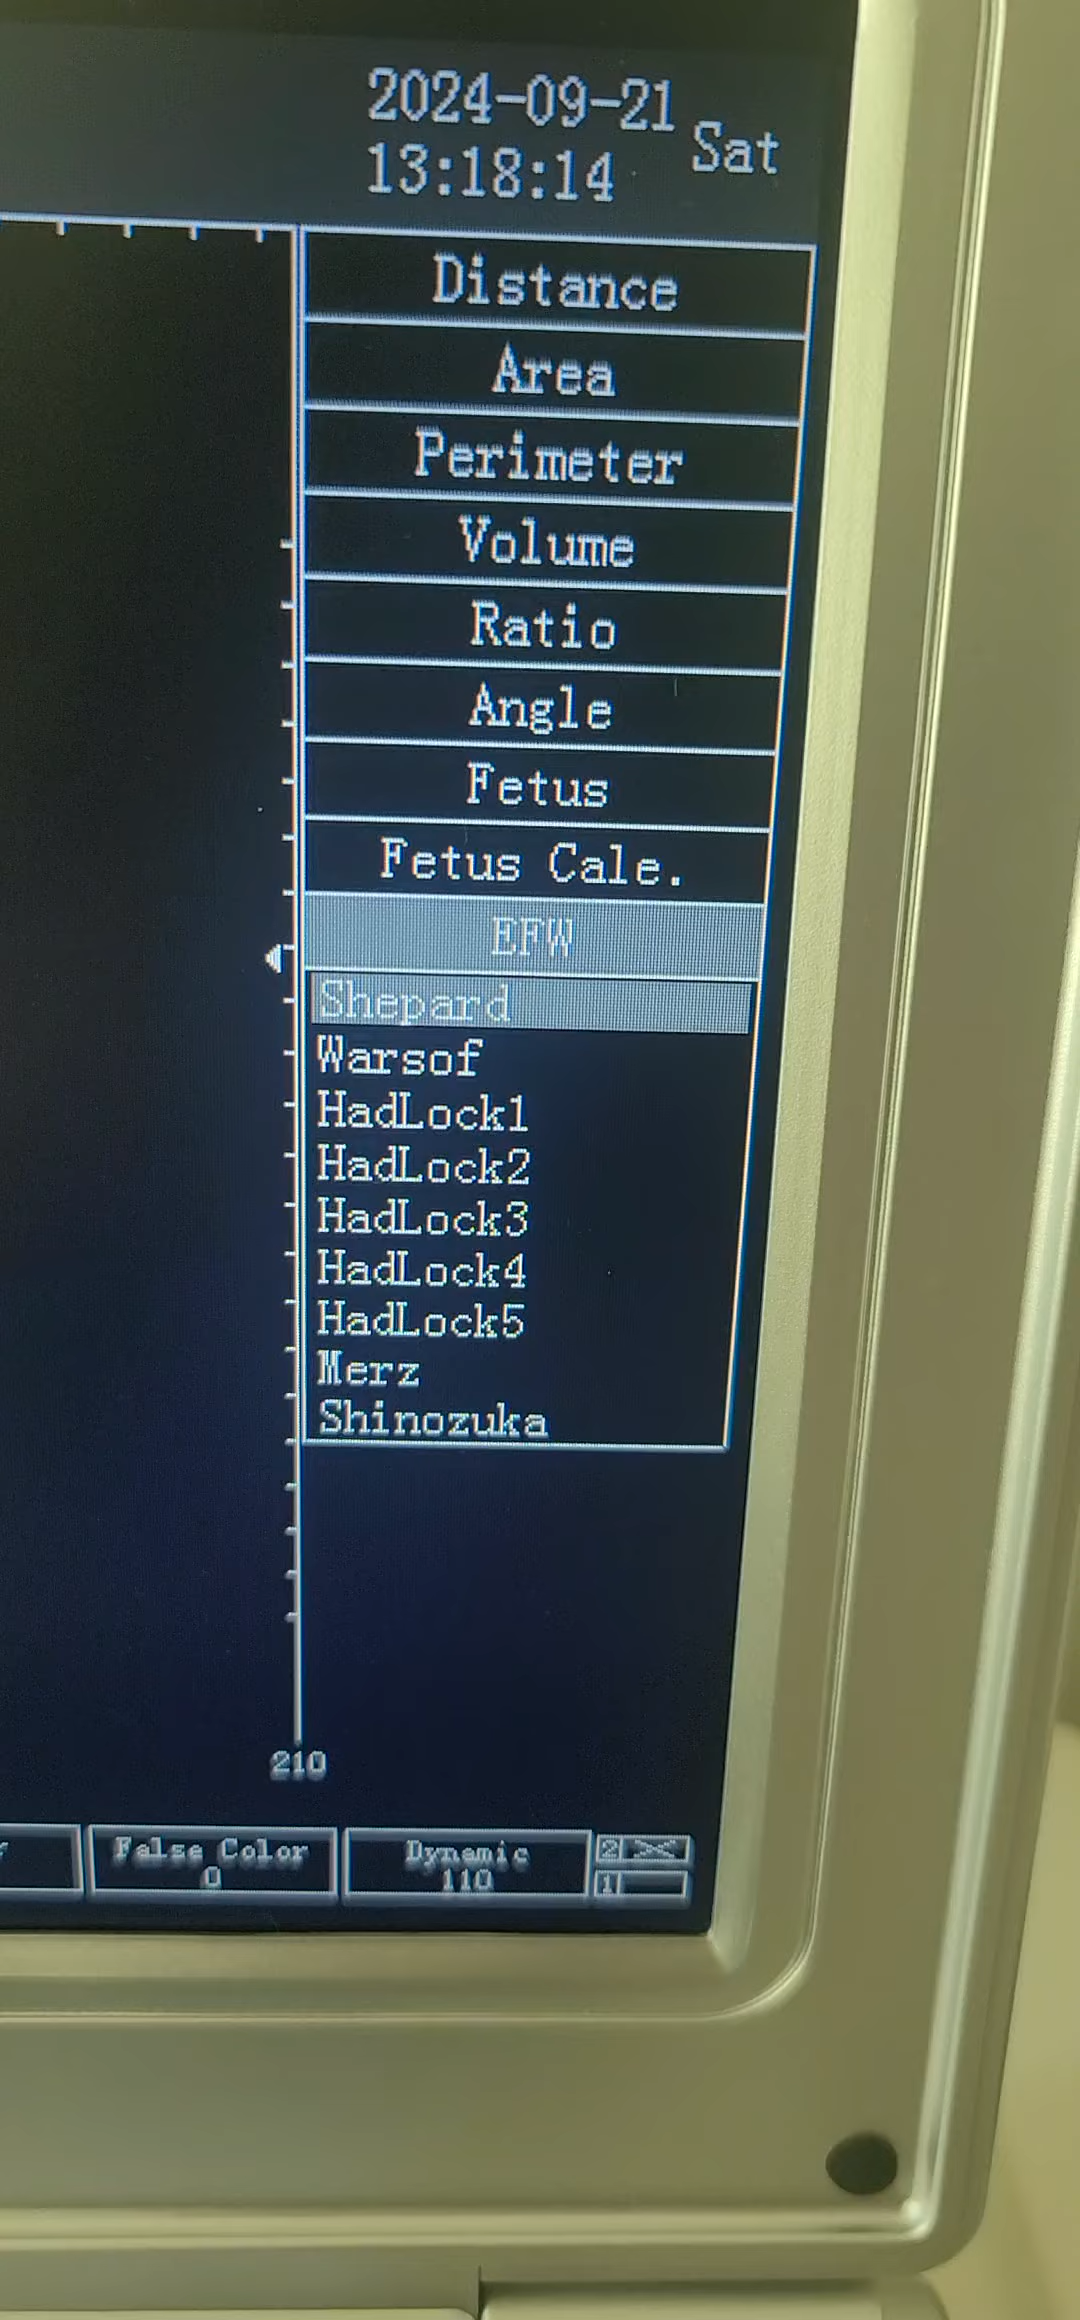 2024-09-21
13:18:14 Sat
Distance
Area
Perimeter
Volume
Ratio
Angle
Fetus
Fetus Cale.
EFW
Shepard
Warsof
HadLock1
HadLock2
HadLock3
HadLock4
HadLock5
Merz
Shinozuka
210
False Color
0
Dynamic
110
2
1